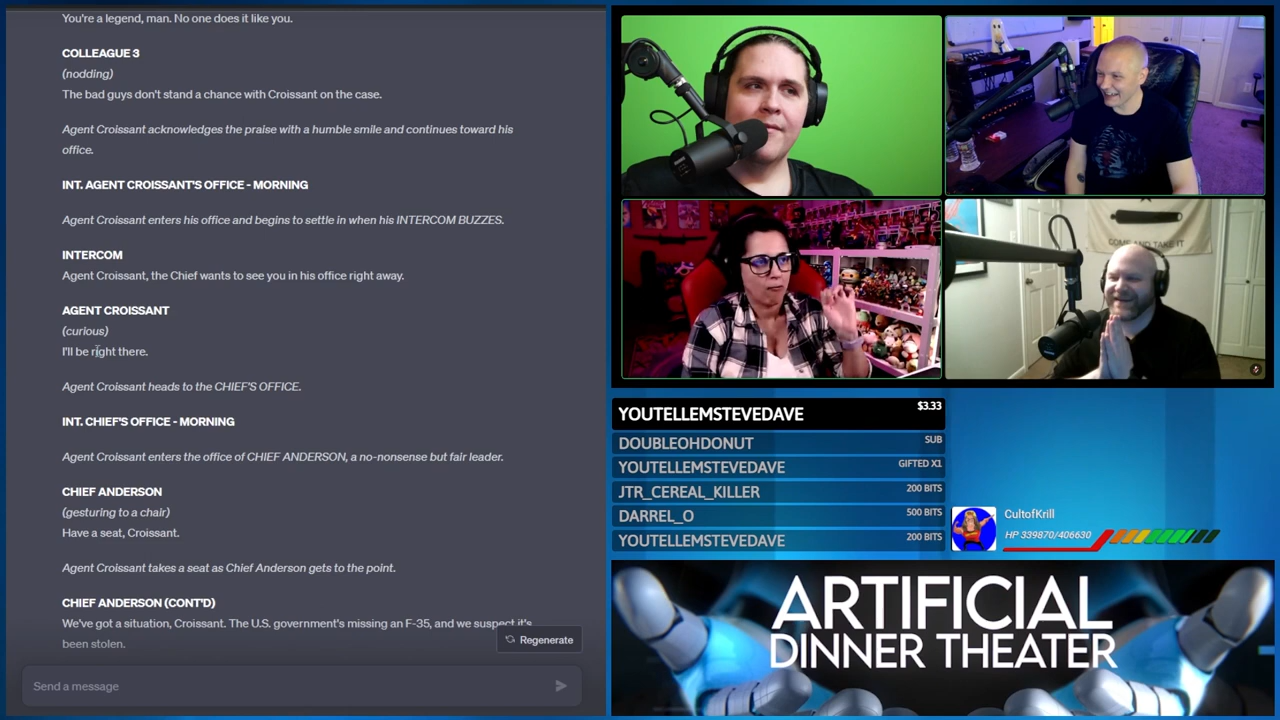 You're a legend, man. No one does it like you.
COLLEAGUE 3
(nodding)
The bad guys don't stand a chance with Croissant on the case.
Agent Croissant acknowledges the praise with a humble smile and continues toward his
office.
INT. AGENT CROISSANT'S OFFICE - MORNING
Agent Croissant enters his office and begins to settle in when his INTERCOM BUZZES.
INTERCOM
Agent Croissant, the Chief wants to see you in his office right away.
AGENT CROISSANT
(curious)
I'll be right there.
Agent Croissant heads to the CHIEF'S OFFICE.
INT. CHIEF'S OFFICE - MORNING
Agent Croissant enters the office of CHIEF ANDERSON, a no-nonsense but fair leader.
CHIEF ANDERSON
(gesturing to a chair)
Have a seat, Croissant.
Agent Croissant takes a seat as Chief Anderson gets to the point.
CHIEF ANDERSON (CONT'D)
We've got a situation, Croissant. The U.S. government's missing an F-35, and we suspect it's
been stolen.
Regenerate
Send a message
COME AND TAKE IT
YOUTELLEMSTEVEDAVE $3.33
DOUBLEOHDONUT SUB
YOUTELLEMSTEVEDAVE GIFTED X1
JTR_CEREAL_KILLER 200 BITS
DARREL_O 500 BITS
YOUTELLEMSTEVEDAVE 200 BITS
CultofKrill
HP 339870/406630
ARTIFICIAL
DINNER THEATER